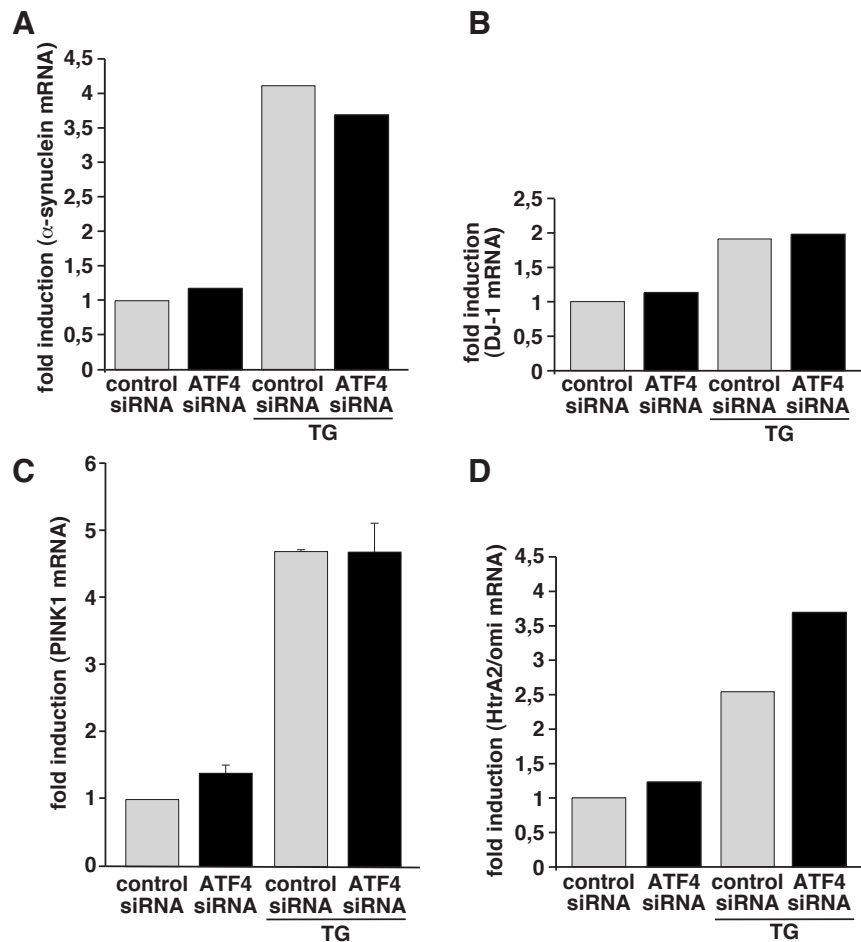 A
fold induction (α-synuclein mRNA)
4,5
4
3,5
3
2,5
2
1,5
1
0,5
0
control siRNA
ATF4 siRNA
control siRNA
ATF4 siRNA
TG
B
fold induction
(DJ-1 mRNA)
2,5
2
1,5
1
0,5
0
control siRNA
ATF4 siRNA
control siRNA
ATF4 siRNA
TG
C
fold induction (PINK1 mRNA)
6
5
4
3
2
1
0
control siRNA
ATF4 siRNA
control siRNA
ATF4 siRNA
TG
D
fold induction (HtrA2/omi mRNA)
4,5
4
3,5
3
2,5
2
1,5
1
0,5
0
control siRNA
ATF4 siRNA
control siRNA
ATF4 siRNA
TG